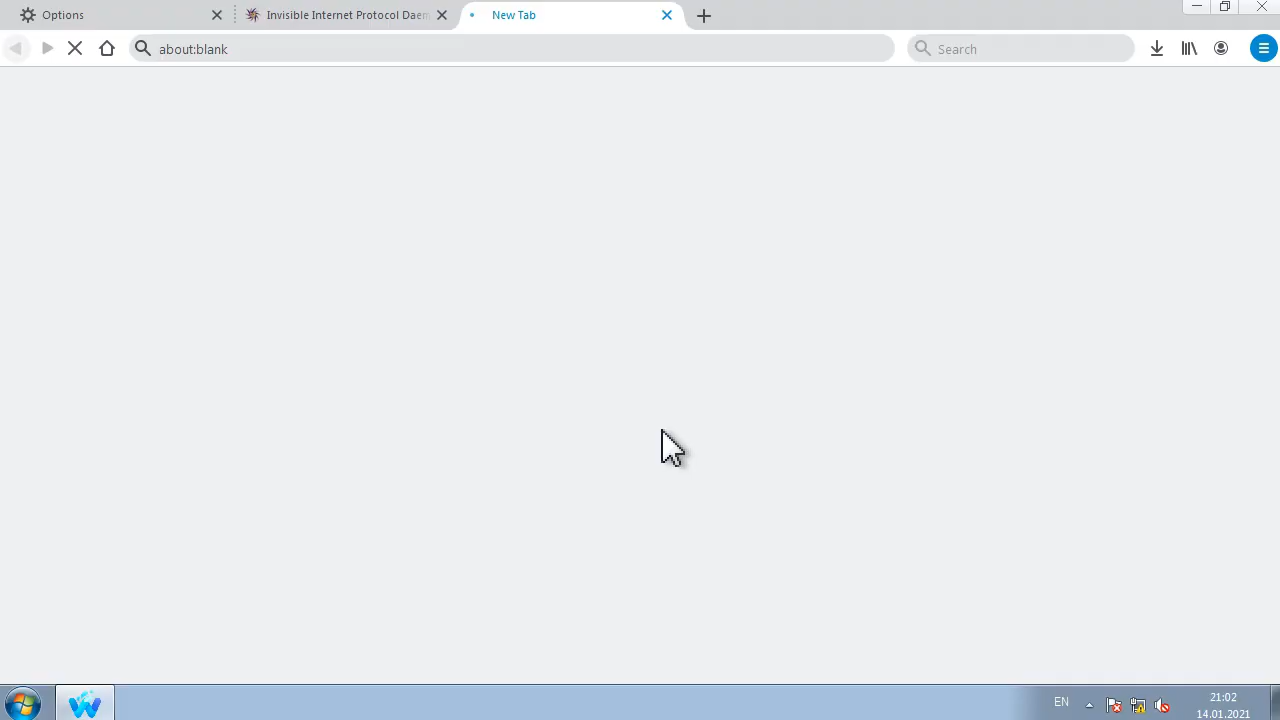 Options
Invisible Internet Protocol Daem
New Tab
about:blank
Search
EN
21:02
14.01.2021